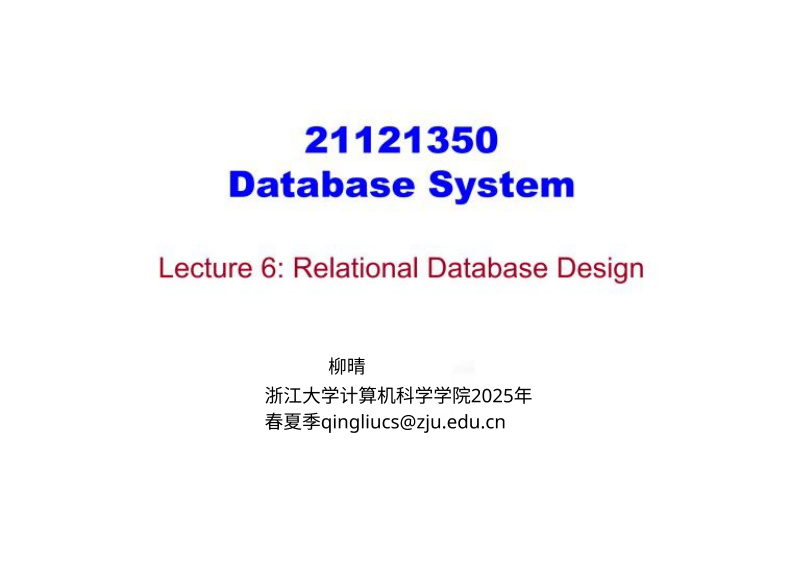 21121350
Database System
Lecture 6: Relational Database Design
柳晴
浙江大学计算机科学学院2025年
春夏季qingliucs@zju.edu.cn